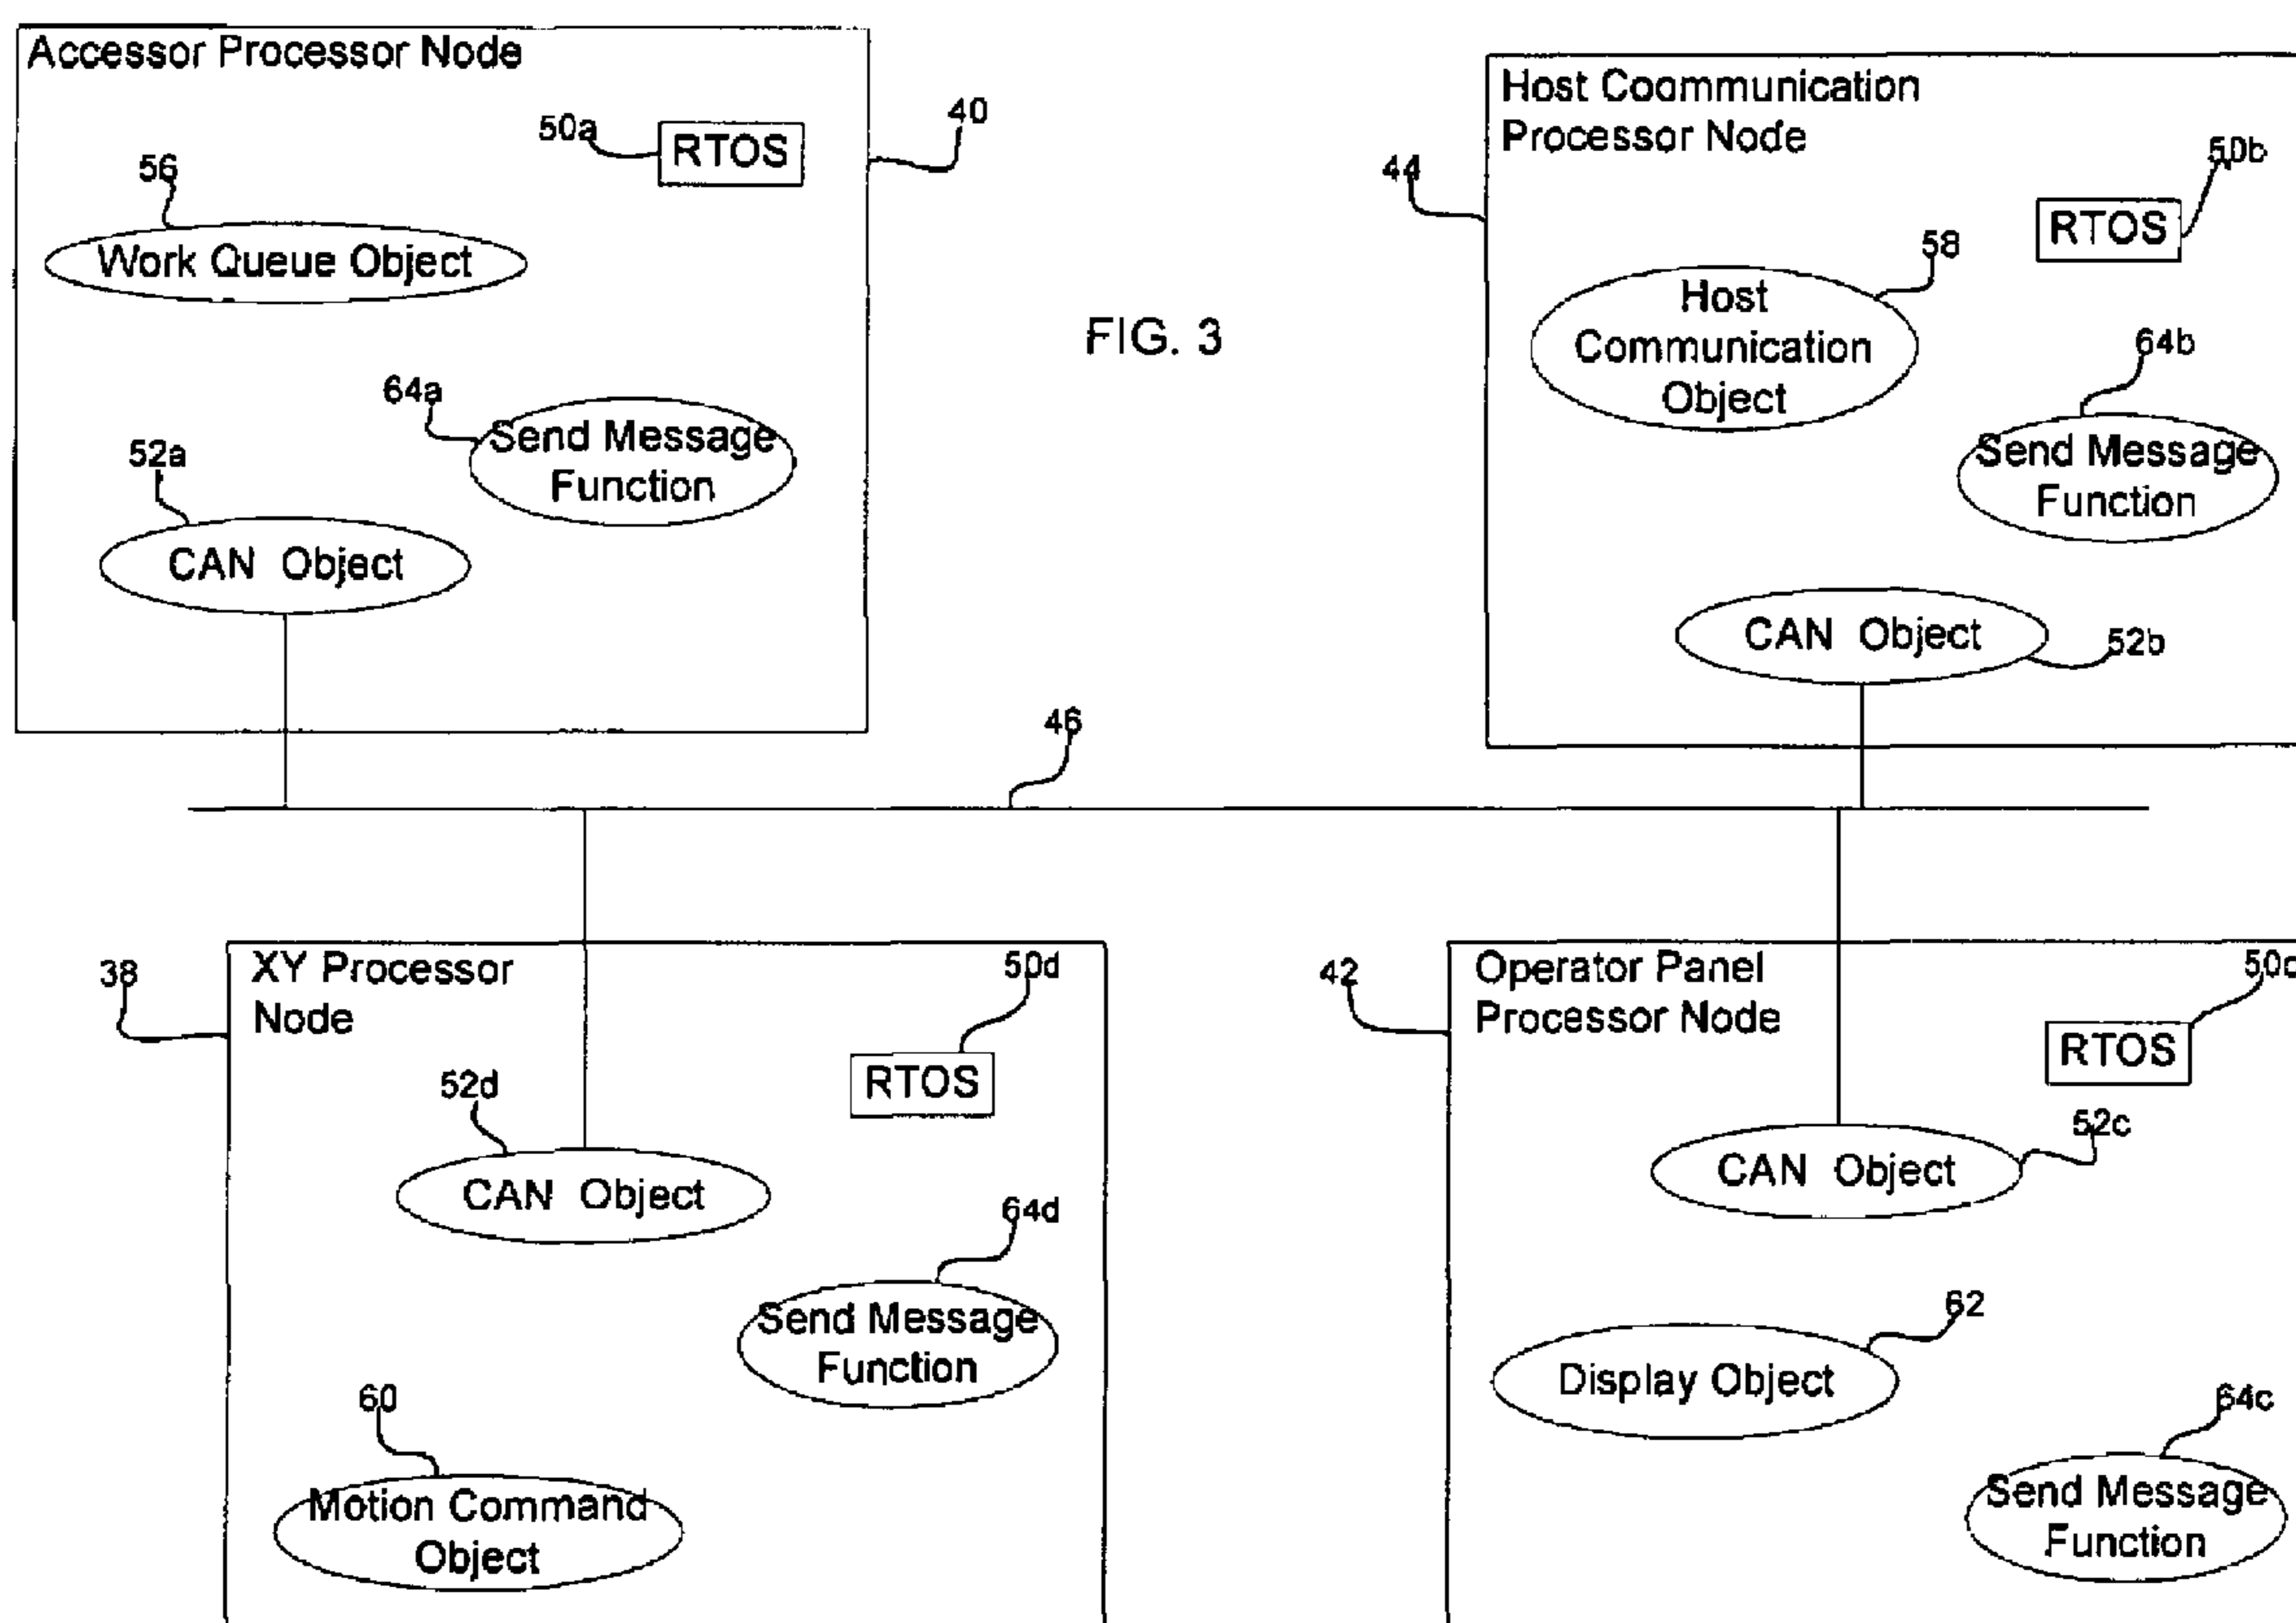 Accessor Processor Node
50a
RTOS
40
56
Work Queue Object
64a
Send Message
Function
52a
CAN Object
FIG. 3
Host Coommunication
Processor Node
44
50b
RTOS
58
Host
Communication
Object
64b
Send Message
Function
CAN Object
52b
46
38
XY Processor
Node
50d
RTOS
52d
CAN Object
64d
Send Message
Function
60
Motion Command
Object
42
Operator Panel
Processor Node
50c
RTOS
52c
CAN Object
62
Display Object
64c
Send Message
Function